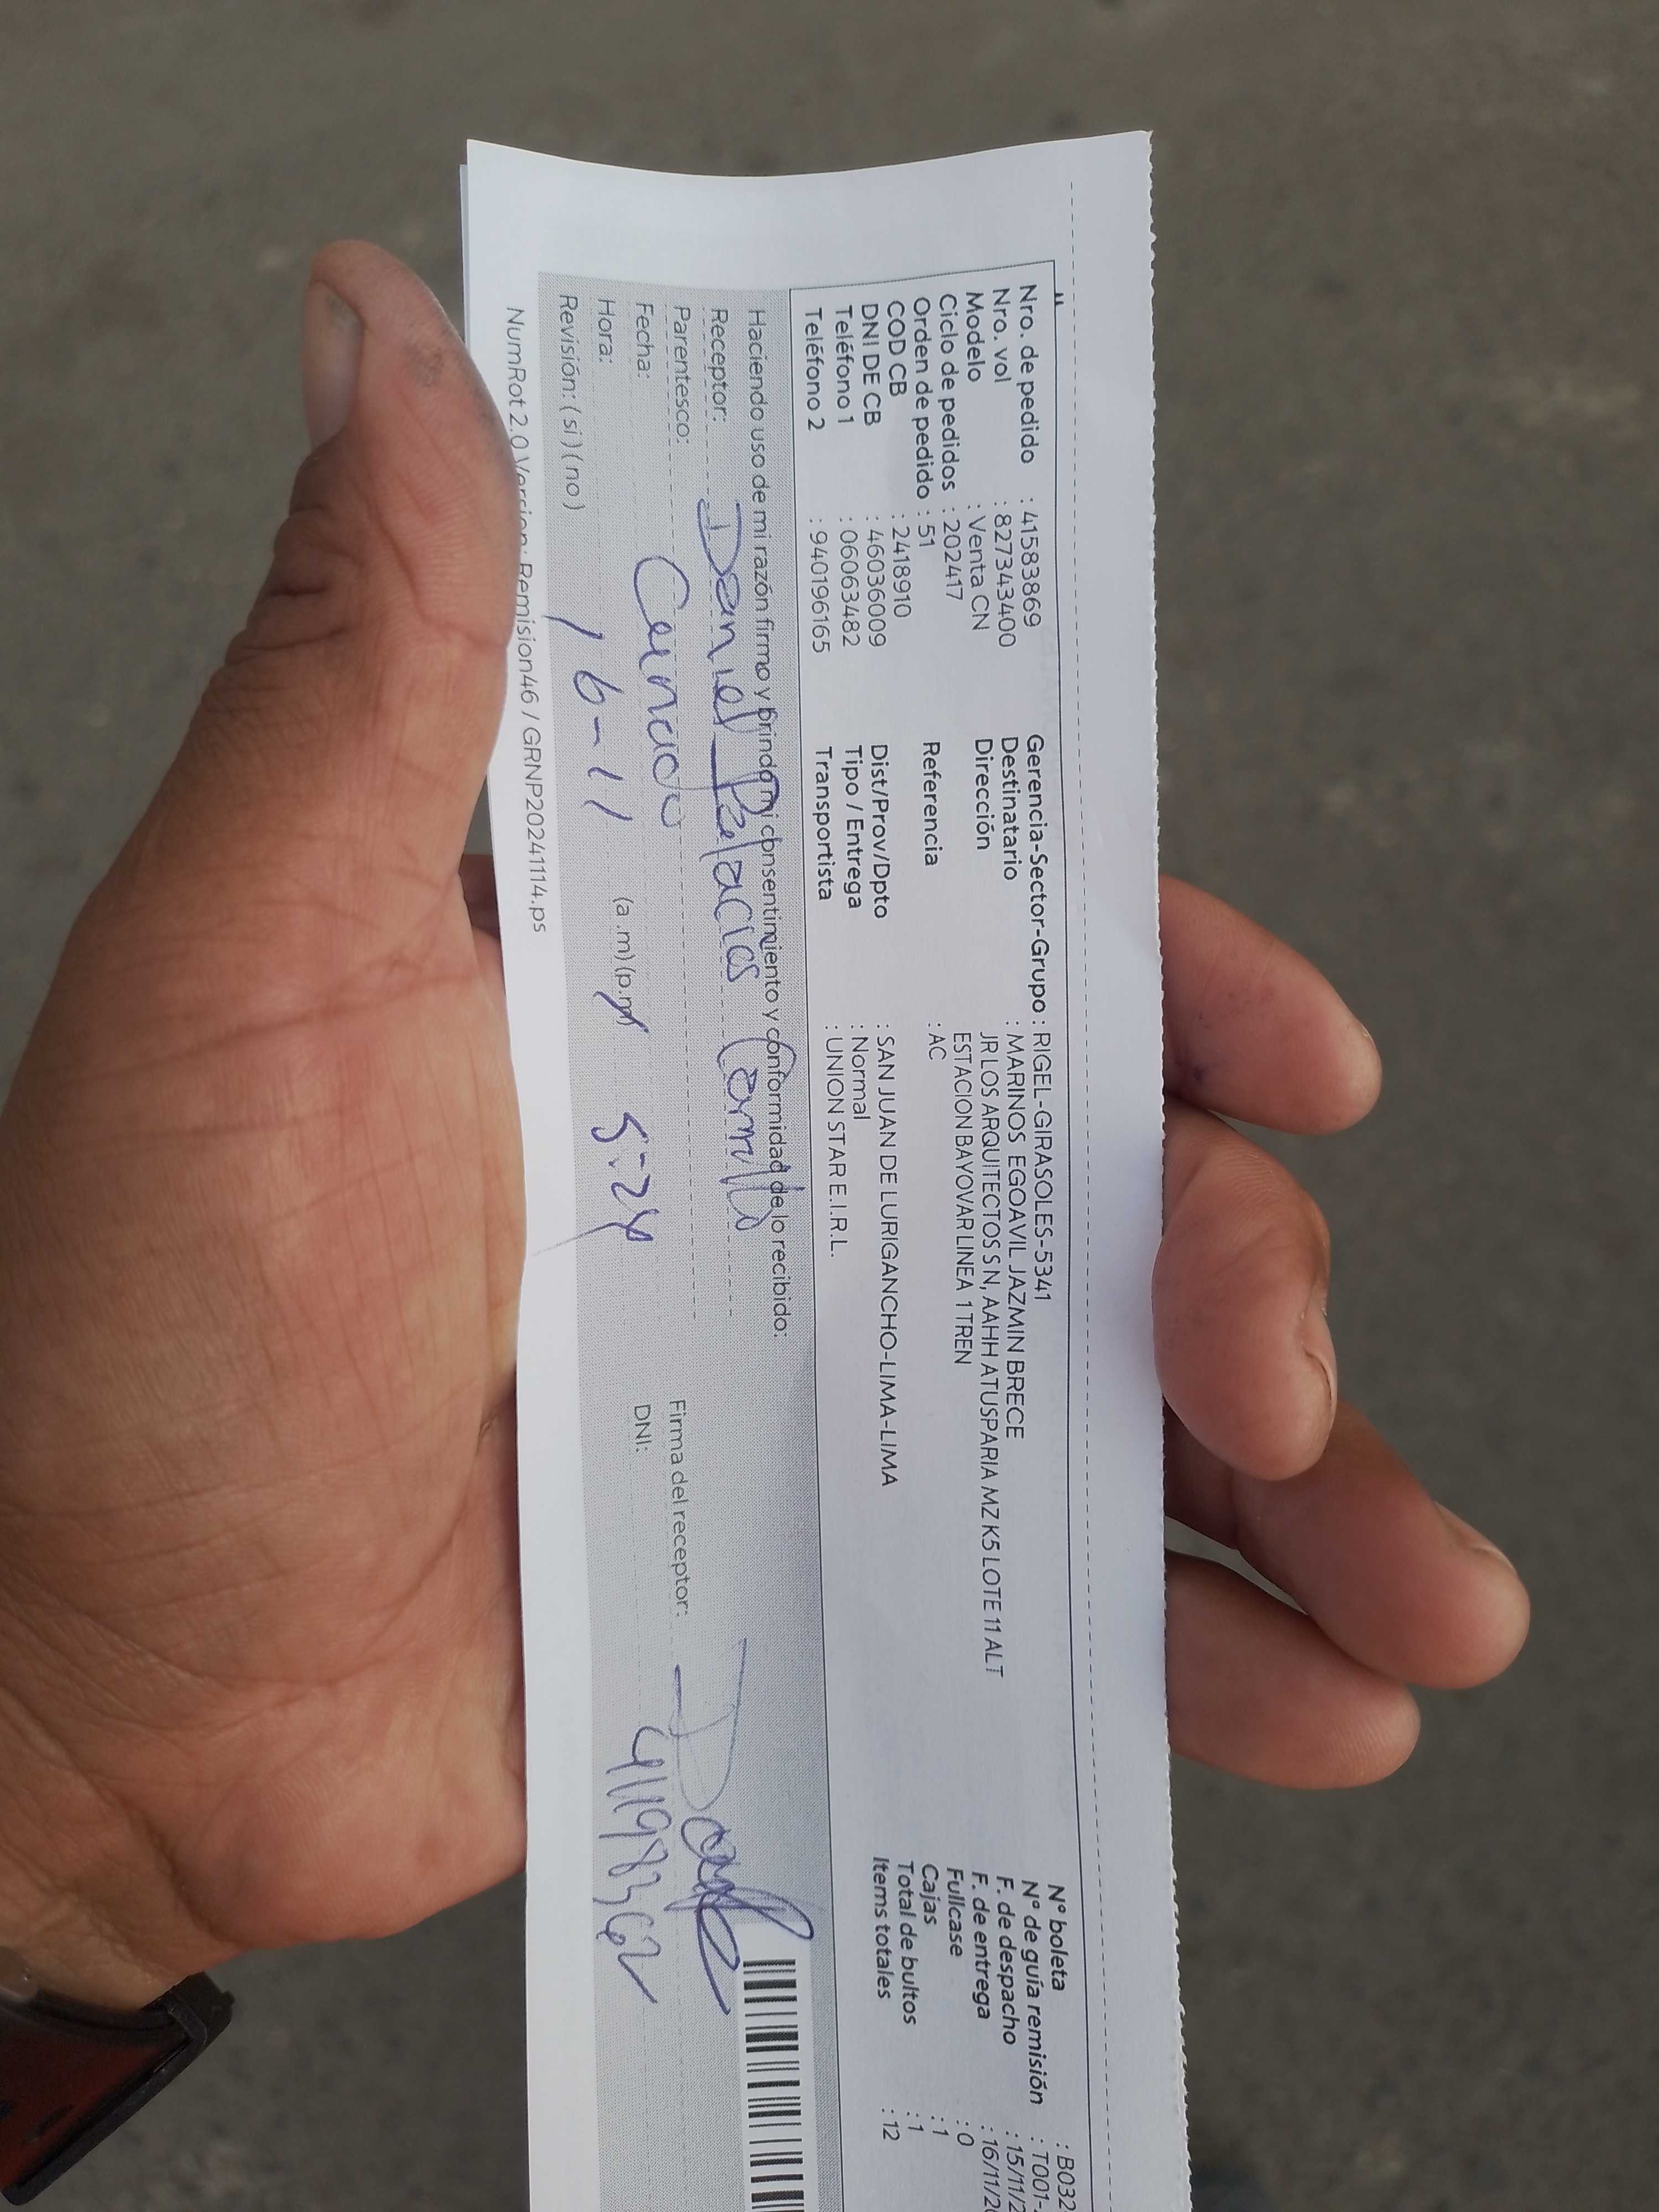 Nro. de pedido : 41583869
Nro. vol : 827343400
Modelo : Venta CN
Ciclo de pedidos : 202417
Orden de pedido : 51
COD CB : 2418910
DNI DE CB : 46036009
Teléfono 1 : 06063482
Teléfono 2 : 940196165
Gerencia-Sector-Grupo : RIGEL-GIRASOLES-5341
Destinatario : MARINOS EGOAVIL JAZMIN BRECE
Dirección JR LOS ARQUITECTOS S N, AAHH ATUSPARIA MZ K5 LOTE 11 ALT
ESTACION BAYOVAR LINEA 1 TREN
Referencia : AC
Dist/Prov/Dpto : SAN JUAN DE LURIGANCHO-LIMA-LIMA
Tipo / Entrega : Normal
Transportista : UNION STAR E.I.R.L.
N° boleta : B032
N° de guía remisión : T001-
F. de despacho : 15/11/2
F. de entrega : 16/11/20
Fullcase : 0
Cajas : 1
Total de bultos : 1
Items totales : 12
Haciendo uso de mi razón firmo y brindo mi consentimiento y conformidad de lo recibido:
Receptor: Daniel Palacios
Parentesco:
Fecha: 16-11
Hora: (a.m)(p.m) 5:24
Revisión: (si) (no)
Firma del receptor:
DNI:
NumRot 2.0 Version: Remision46 / GRNP20241114.ps